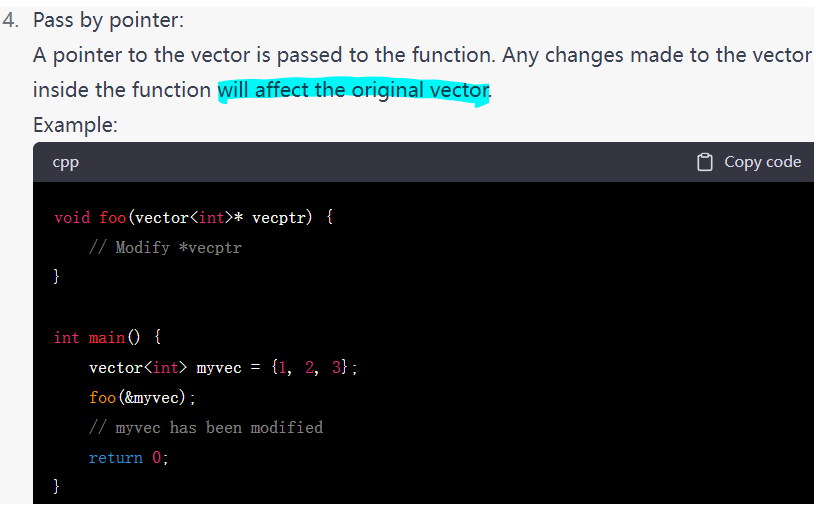 4. Pass by pointer:
A pointer to the vector is passed to the function. Any changes made to the vector
inside the function will affect the original vector.
Example:
cpp Copy code
void foo(vector<int>* vecptr) {
    // Modify *vecptr
}
int main() {
    vector<int> myvec = {1, 2, 3};
    foo(&myvec);
    // myvec has been modified
    return 0;
}